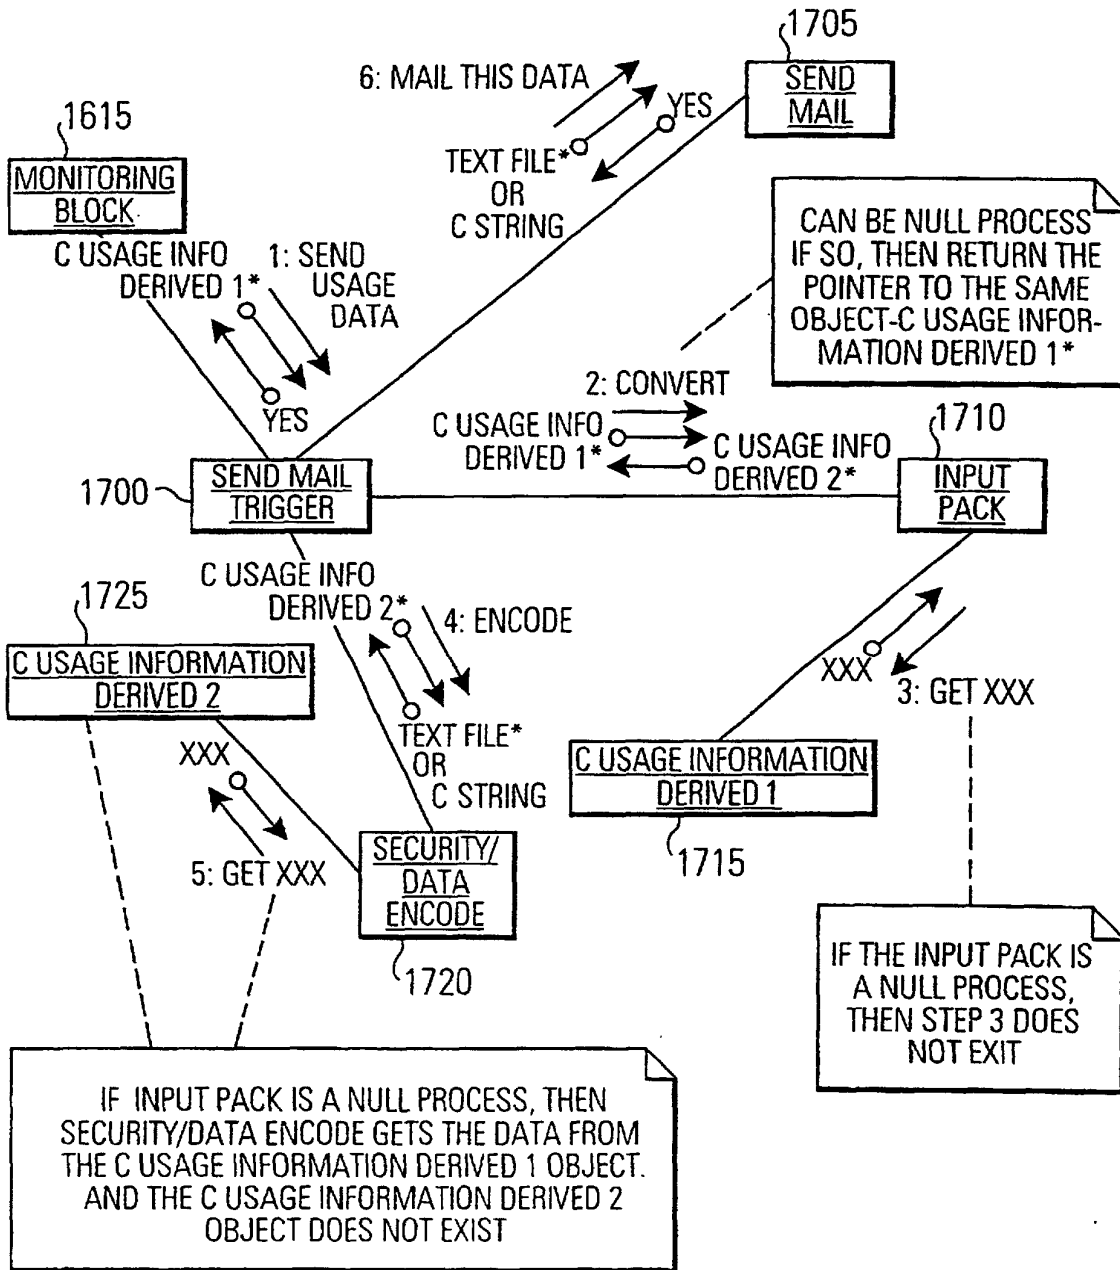 1705
6: MAIL THIS DATA
SEND
MAIL
YES
TEXT FILE*
OR
C STRING
1615
MONITORING
BLOCK
C USAGE INFO
DERIVED 1*
1: SEND
USAGE
DATA
YES
CAN BE NULL PROCESS
IF SO, THEN RETURN THE
POINTER TO THE SAME
OBJECT-C USAGE INFOR-
MATION DERIVED 1*
2: CONVERT
C USAGE INFO
DERIVED 1*
C USAGE INFO
DERIVED 2*
1710
INPUT
PACK
1700
SEND MAIL
TRIGGER
C USAGE INFO
DERIVED 2*
4: ENCODE
1725
C USAGE INFORMATION
DERIVED 2
TEXT FILE*
OR
C STRING
XXX
5: GET XXX
SECURITY/
DATA
ENCODE
1720
XXX
3: GET XXX
C USAGE INFORMATION
DERIVED 1
1715
IF THE INPUT PACK IS
A NULL PROCESS,
THEN STEP 3 DOES
NOT EXIT
IF INPUT PACK IS A NULL PROCESS, THEN
SECURITY/DATA ENCODE GETS THE DATA FROM
THE C USAGE INFORMATION DERIVED 1 OBJECT.
AND THE C USAGE INFORMATION DERIVED 2
OBJECT DOES NOT EXIST